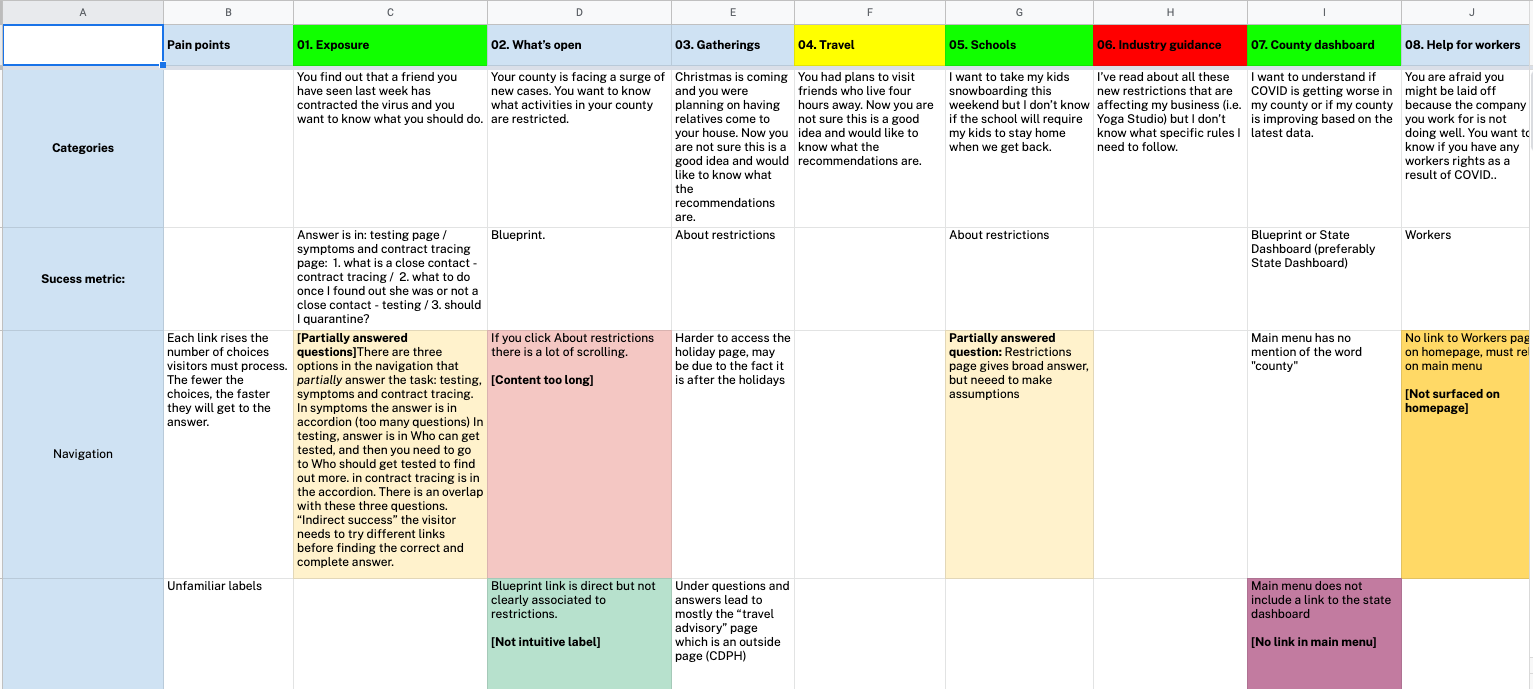 A B C D E F G H I J
Pain points
01. Exposure
02. What's open
03. Gatherings
04. Travel
05. Schools
06. Industry guidance
07. County dashboard
08. Help for workers
Categories
You find out that a friend you
have seen last week has
contracted the virus and you
want to know what you should do.
Your county is facing a surge of
new cases. You want to know
what activities in your county
are restricted.
Christmas is coming
and you were
planning on having
relatives come to
your house. Now you
are not sure this is a
good idea and would
like to know what
the
recommendations
are.
You had plans to visit
friends who live four
hours away. Now you are
not sure this is a good
idea and would like to
know what the
recommendations are.
I want to take my kids
snowboarding this
weekend but I don't know
if the school will require
my kids to stay home
when we get back.
I've read about all these
new restrictions that are
affecting my business (i.e.
Yoga Studio) but I don't
know what specific rules I
need to follow.
I want to understand if
COVID is getting worse in
my county or if my county
is improving based on the
latest data.
You are afraid you
might be laid off
because the company
you work for is not
doing well. You want to
know if you have any
workers rights as a
result of COVID..
Sucess metric:
Answer is in: testing page /
symptoms and contract tracing
page: 1. what is a close contact -
contract tracing / 2. what to do
once I found out she was or not a
close contact - testing / 3. should
I quarantine?
Blueprint.
About restrictions
About restrictions
Blueprint or State
Dashboard (preferably
State Dashboard)
Workers
Navigation
Each link rises the
number of choices
visitors must process.
The fewer the
choices, the faster
they will get to the
answer.
[Partially answered
questions]There are three
options in the navigation that
partially answer the task: testing,
symptoms and contract tracing.
In symptoms the answer is in
accordion (too many questions) In
testing, answer is in Who can get
tested, and then you need to go
to Who should get tested to find
out more. in contract tracing is in
the accordion. There is an overlap
with these three questions.
“Indirect success” the visitor
needs to try different links
before finding the correct and
complete answer.
If you click About restrictions
there is a lot of scrolling.
[Content too long]
Harder to access the
holiday page, may
be due to the fact it
is after the holidays
Partially answered
question: Restrictions
page gives broad answer,
but neeed to make
assumptions
Main menu has no
mention of the word
"county"
No link to Workers pag
on homepage, must rel
on main menu
[Not surfaced on
homepage]
Unfamiliar labels
Blueprint link is direct but not
clearly associated to
restrictions.
[Not intuitive label]
Under questions and
answers lead to
mostly the “travel
advisory” page
which is an outside
page (CDPH)
Main menu does not
include a link to the state
dashboard
[No link in main menu]